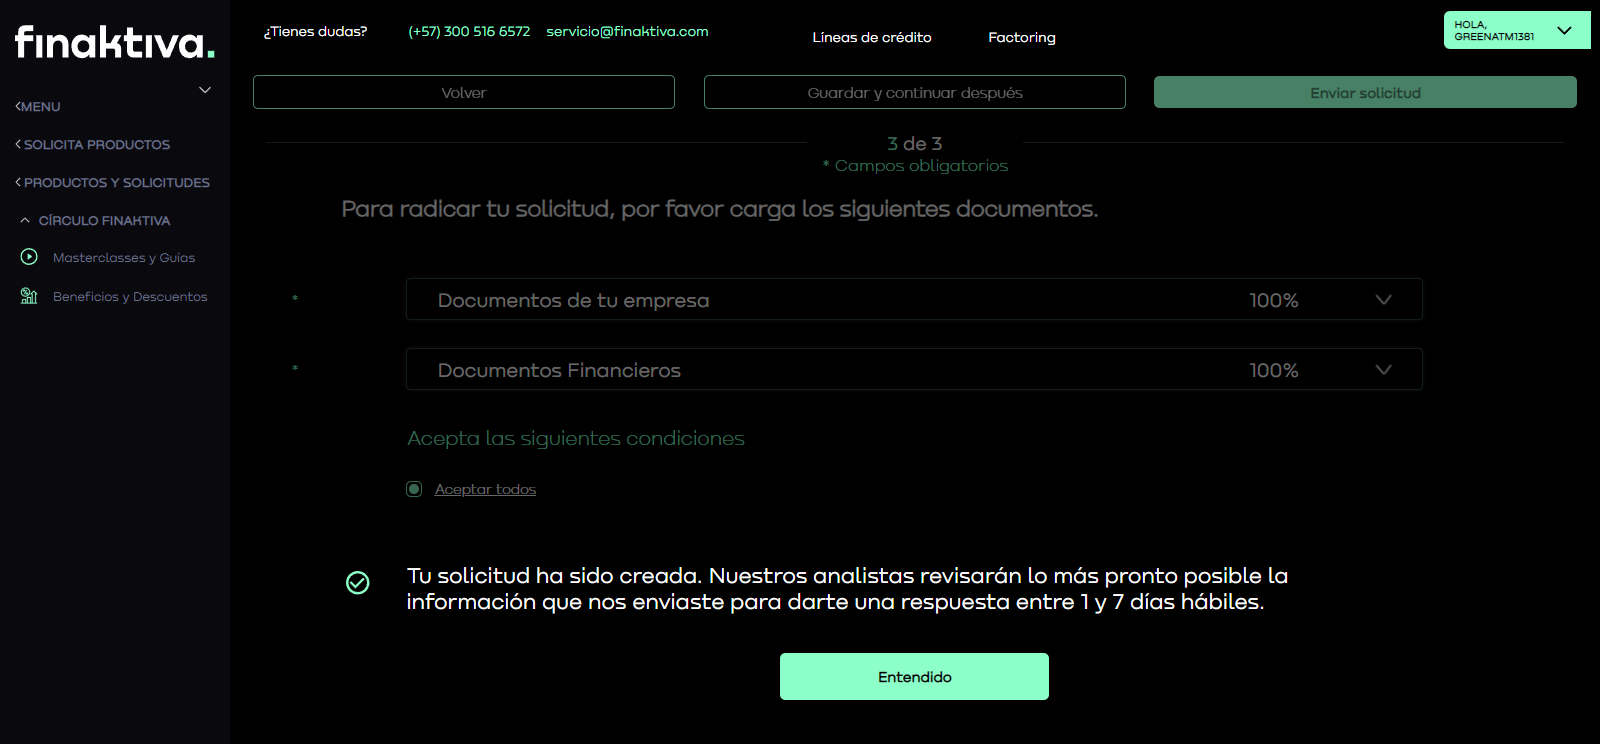 finaktiva.
¿Tienes dudas? (+57) 300 516 6572 servicio@finaktiva.com
Líneas de crédito Factoring
HOLA,
GREENATM1381
MENU
SOLICITA PRODUCTOS
PRODUCTOS Y SOLICITUDES
CÍRCULO FINAKTIVA
Masterclasses y Guías
Beneficios y Descuentos
Volver
Guardar y continuar después
Enviar solicitud
3 de 3
* Campos obligatorios
Para radicar tu solicitud, por favor carga los siguientes documentos.
* Documentos de tu empresa 100%
* Documentos Financieros 100%
Acepta las siguientes condiciones
Aceptar todos
Tu solicitud ha sido creada. Nuestros analistas revisarán lo más pronto posible la
información que nos enviaste para darte una respuesta entre 1 y 7 días hábiles.
Entendido